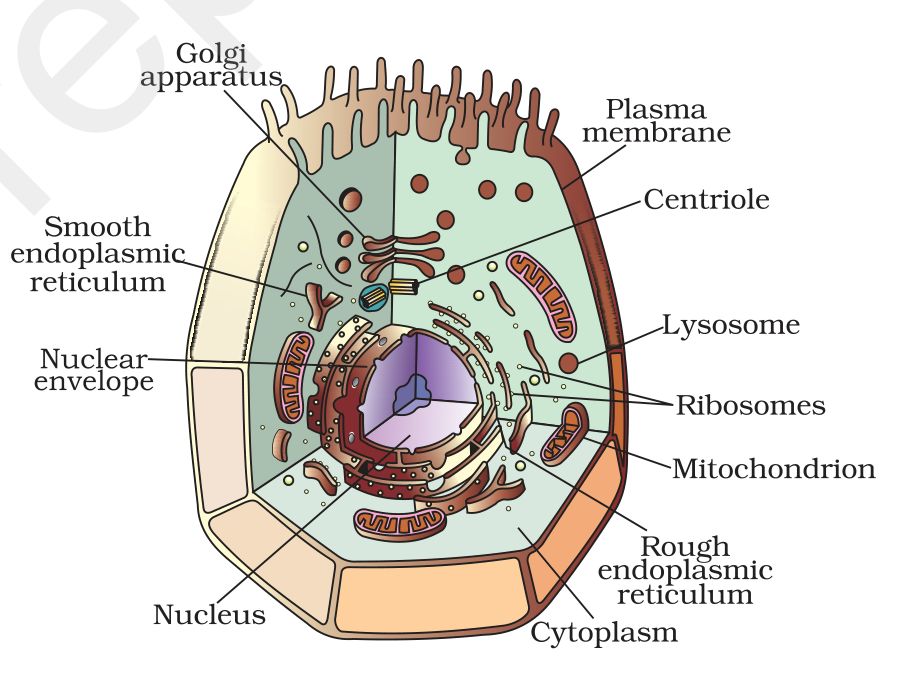 Golgi
apparatus
Plasma
membrane
Centriole
Smooth
endoplasmic
reticulum
Lysosome
Nuclear
envelope
Ribosomes
Mitochondrion
Rough
endoplasmic
reticulum
Nucleus
Cytoplasm